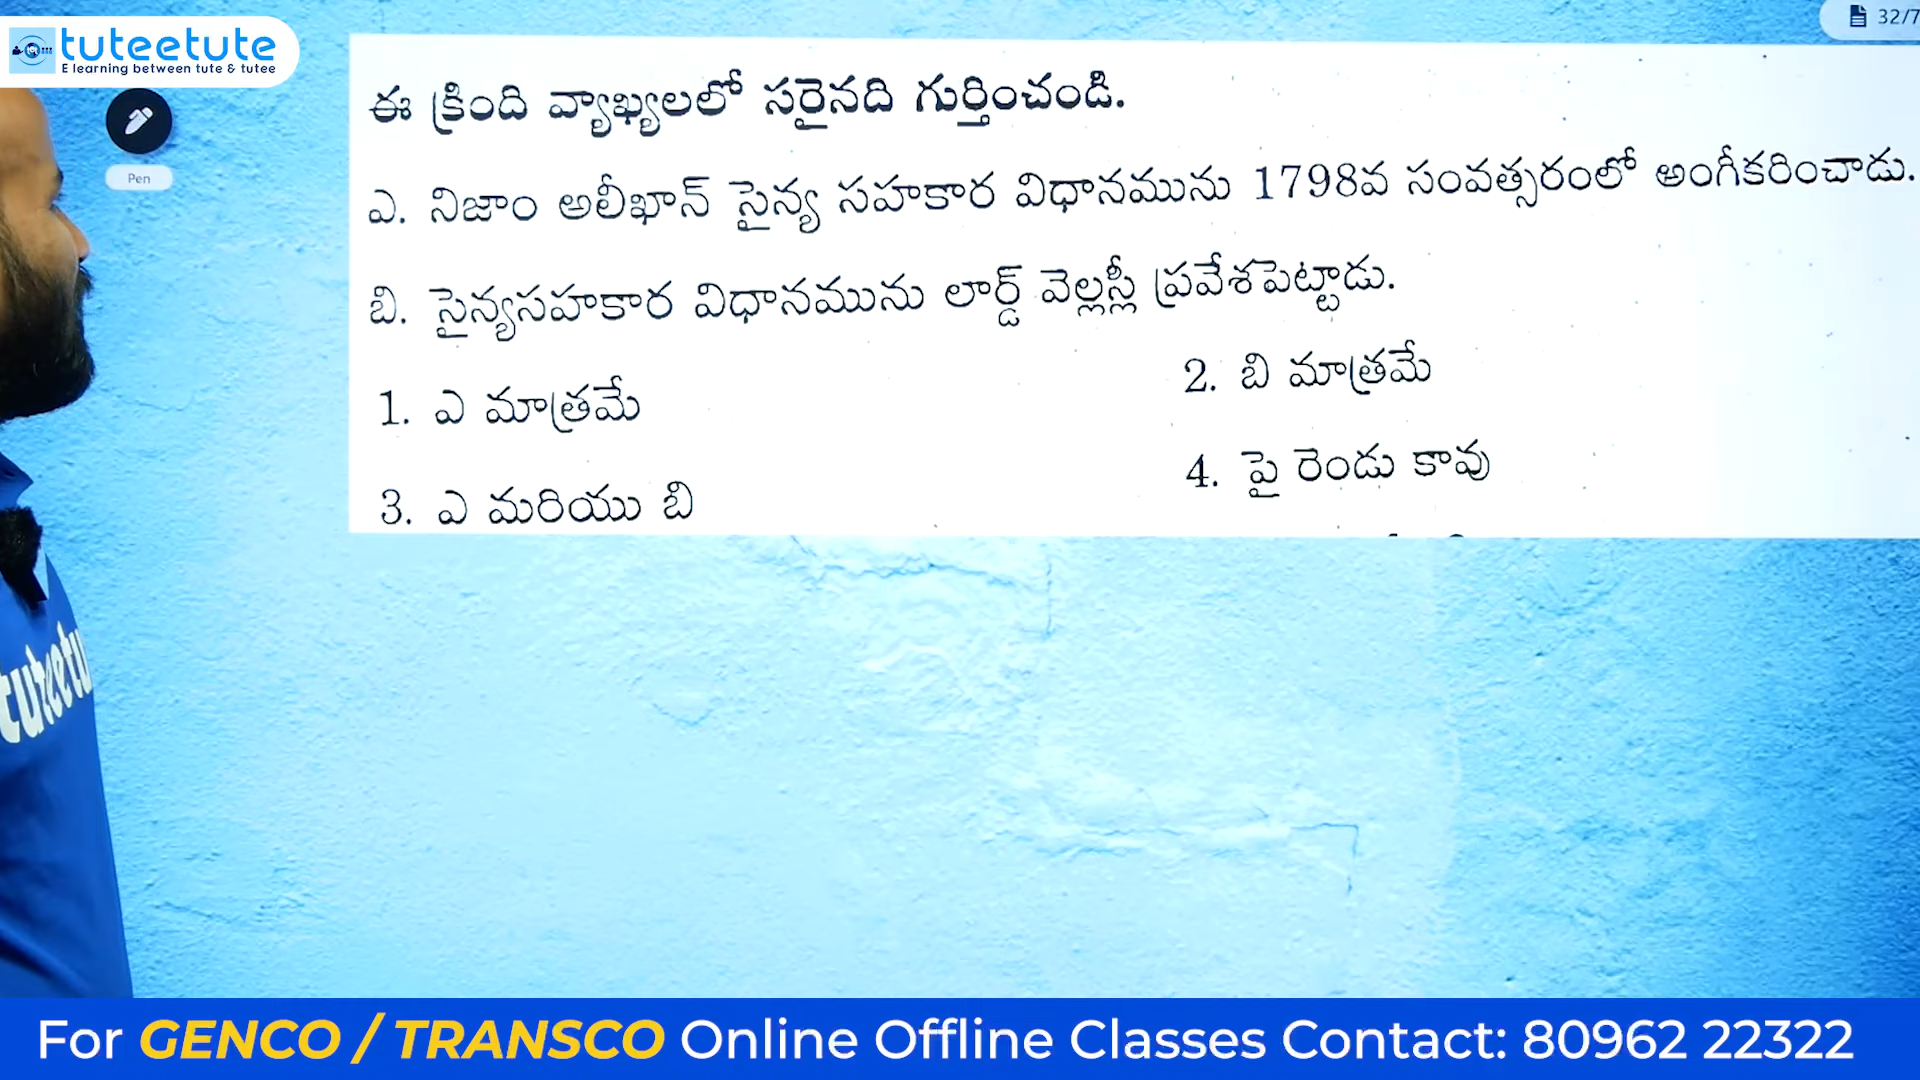 tuteetute
E learning between tute & tutee
32/7
Pen
ఈ క్రింది వ్యాఖ్యలలో సరైనది గుర్తించండి.
ఎ. నిజాం అలీఖాన్ సైన్య సహకార విధానమును 1798వ సంవత్సరంలో అంగీకరించాడు.
బి. సైన్యసహకార విధానమును లార్డ్ వెల్లస్లీ ప్రవేశపెట్టాడు.
1. ఎ మాత్రమే
2. బి మాత్రమే
3. ఎ మరియు బి
4. పై రెండు కావు
tuteetu
For GENCO / TRANSCO Online Offline Classes Contact: 80962 22322